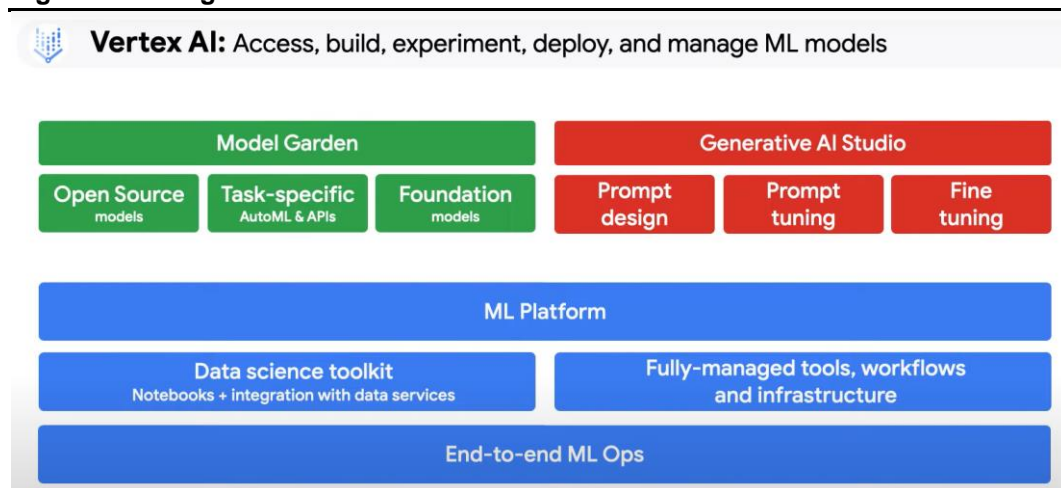 Vertex AI: Access, build, experiment, deploy, and manage ML models
Model Garden
Generative AI Studio
Open Source
models
Task-specific
AutoML & APIs
Foundation
models
Prompt
design
Prompt
tuning
Fine
tuning
ML Platform
Data science toolkit
Notebooks + integration with data services
Fully-managed tools, workflows
and infrastructure
End-to-end ML Ops